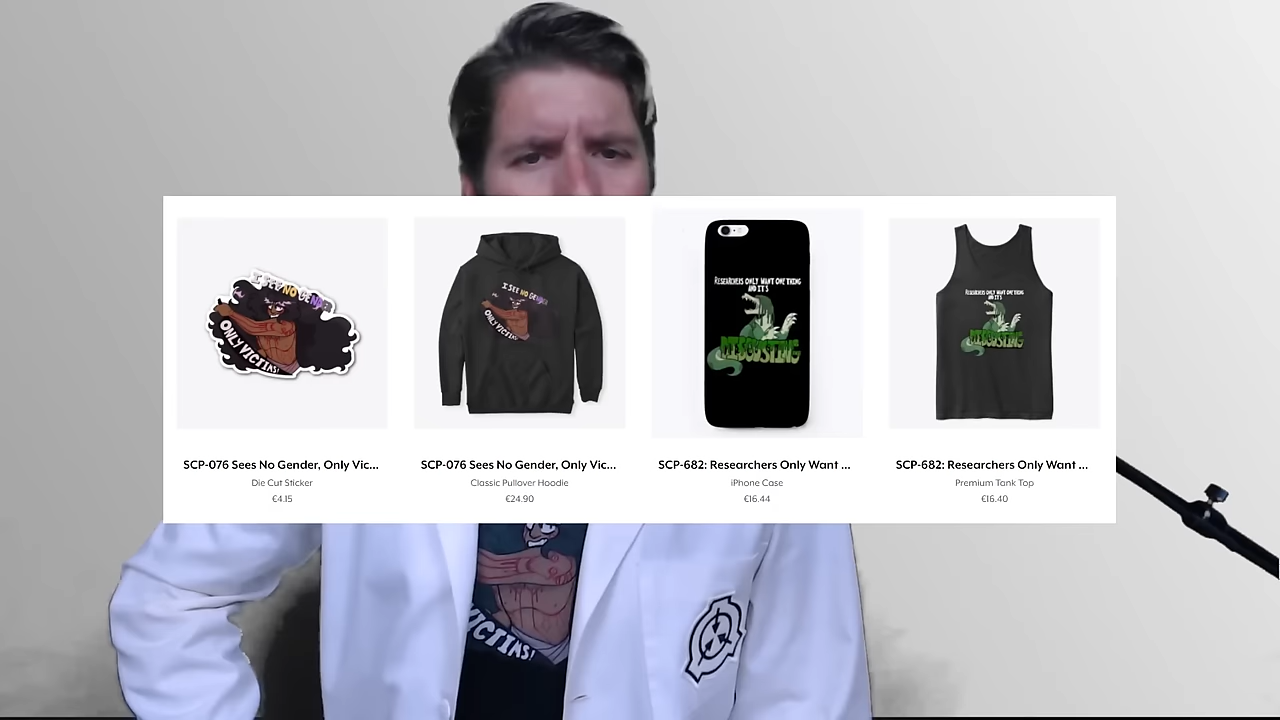 I SEE NO GENDER
ONLY VICTIMS!
I SEE NO GENDER
ONLY VICTIMS!
RESEARCHERS ONLY WANT ONE THING
AND IT'S
DISGUSTING
RESEARCHERS ONLY WANT ONE THING
AND IT'S
DISGUSTING
SCP-076 Sees No Gender, Only Vic...
Die Cut Sticker
€4.15
SCP-076 Sees No Gender, Only Vic...
Classic Pullover Hoodie
€24.90
SCP-682: Researchers Only Want ...
iPhone Case
€16.44
SCP-682: Researchers Only Want ...
Premium Tank Top
€16.40
VICTIMS!